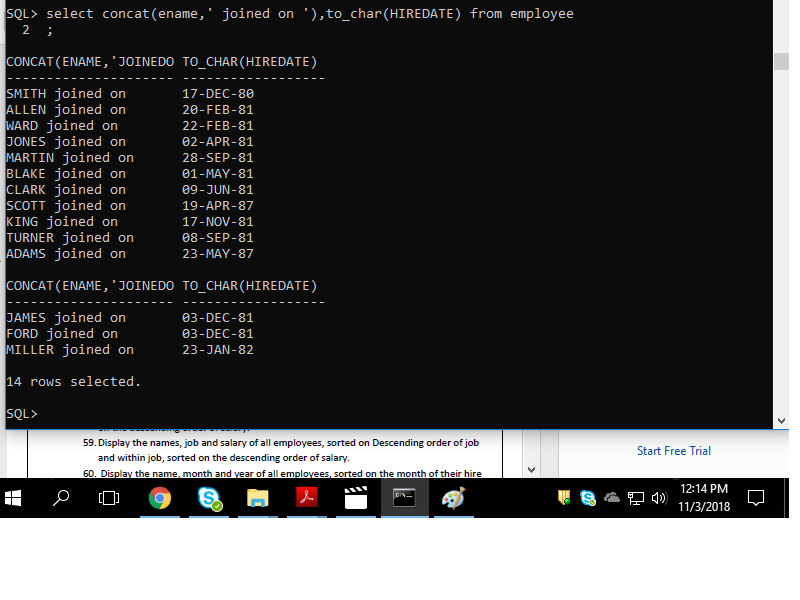 SQL> select concat(ename,' joined on '),to_char(HIREDATE) from employee
2 ;
CONCAT(ENAME,'JOINEDO TO_CHAR(HIREDATE)
--------------------- ------------------
SMITH joined on 17-DEC-80
ALLEN joined on 20-FEB-81
WARD joined on 22-FEB-81
JONES joined on 02-APR-81
MARTIN joined on 28-SEP-81
BLAKE joined on 01-MAY-81
CLARK joined on 09-JUN-81
SCOTT joined on 19-APR-87
KING joined on 17-NOV-81
TURNER joined on 08-SEP-81
ADAMS joined on 23-MAY-87
CONCAT(ENAME,'JOINEDO TO_CHAR(HIREDATE)
--------------------- ------------------
JAMES joined on 03-DEC-81
FORD joined on 03-DEC-81
MILLER joined on 23-JAN-82
14 rows selected.
SQL>
on the descending order of salary.
59. Display the names, job and salary of all employees, sorted on Descending order of job
and within job, sorted on the descending order of salary.
60. Display the name, month and year of all employees, sorted on the month of their hire
Start Free Trial
12:14 PM
11/3/2018